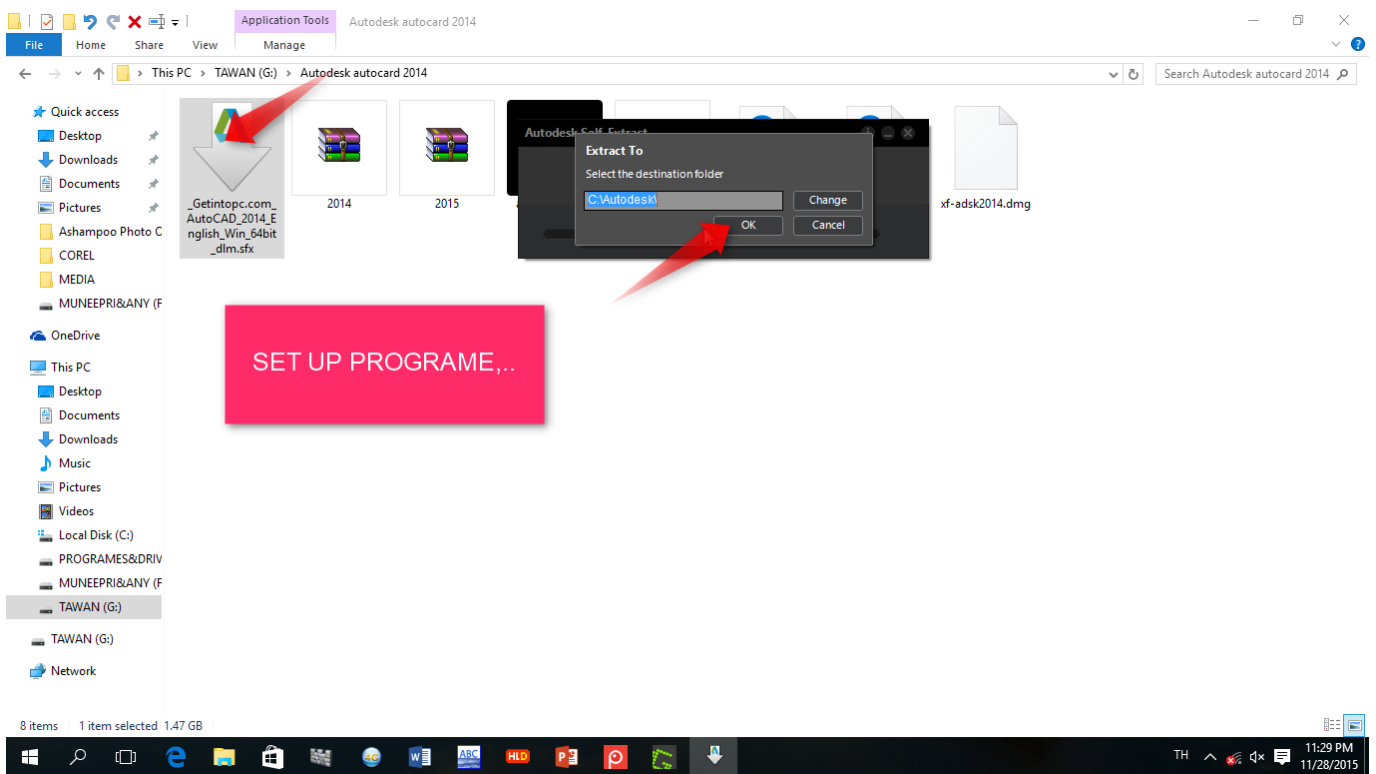 Application Tools
Autodesk autocard 2014
File
Home
Share
View
Manage
This PC
TAWAN (G:)
Autodesk autocard 2014
Search Autodesk autocard 2014
Quick access
Desktop
Downloads
Documents
Pictures
Ashampoo Photo C
COREL
MEDIA
MUNEEPRI&ANY (F
OneDrive
This PC
Desktop
Documents
Downloads
Music
Pictures
Videos
Local Disk (C:)
PROGRAMES&DRIV
MUNEEPRI&ANY (F
TAWAN (G:)
TAWAN (G:)
Network
_Getintopc.com_
AutoCAD_2014_E
nglish_Win_64bit
_dlm.sfx
2014
2015
xf-adsk2014.dmg
Autodesk Self-Extract
Extract To
Select the destination folder
C:\Autodesk\
Change
OK
Cancel
SET UP PROGRAME,..
8 items
1 item selected 1.47 GB
ABC
HLD
TH
11:29 PM
11/28/2015